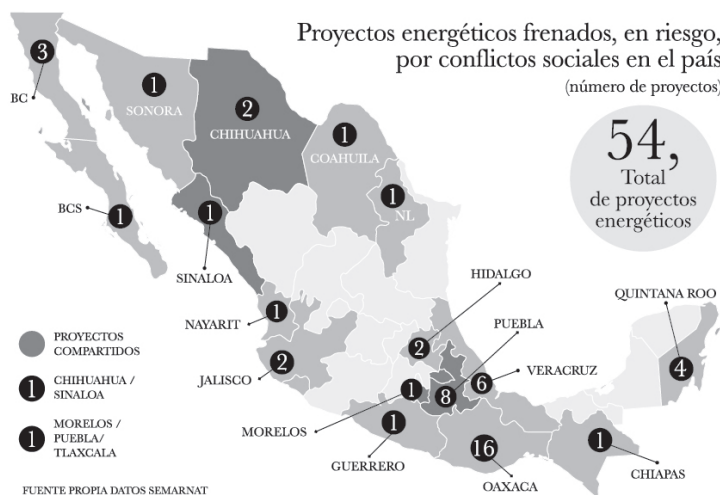 Proyectos energéticos frenados, en riesgo,
por conflictos sociales en el país
(número de proyectos)
54,
Total
de proyectos
energéticos
3
BC
1
SONORA
2
CHIHUAHUA
1
COAHUILA
1
NL
BCS
1
1
SINALOA
HIDALGO
2
QUINTANA ROO
4
PUEBLA
8
VERACRUZ
6
NAYARIT
1
JALISCO
2
MORELOS
1
GUERRERO
1
16
OAXACA
1
CHIAPAS
PROYECTOS
COMPARTIDOS
1
CHIHUAHUA /
SINALOA
1
MORELOS /
PUEBLA/
TLAXCALA
FUENTE PROPIA DATOS SEMARNAT